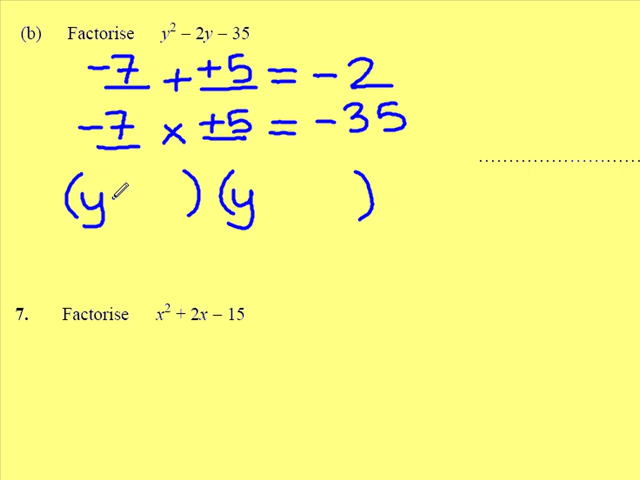 (b) Factorise y² – 2y – 35
-7 + +5 = -2
-7 × +5 = -35
(y )(y )
................................
7. Factorise x² + 2x – 15